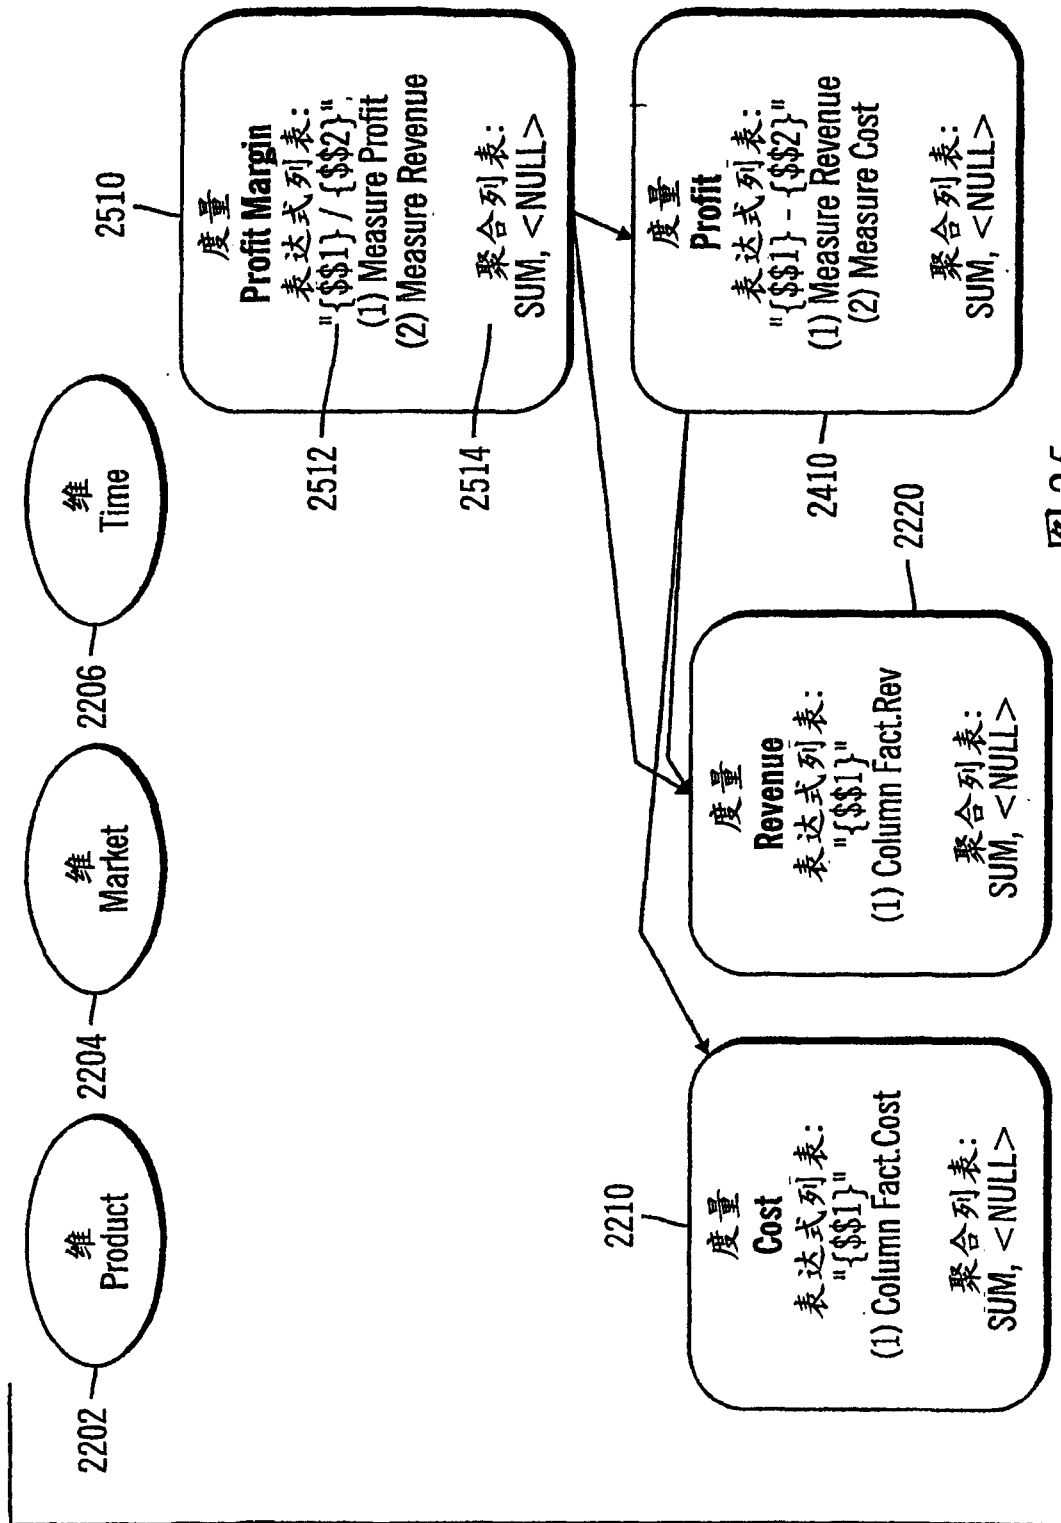 维
Product
2202
维
Market
2204
维
Time
2206
2510
度量
Profit Margin
表达式列表:
"{$$1} / {$$2}"
(1) Measure Profit
(2) Measure Revenue
聚合列表:
SUM, <NULL>
2512
2514
2210
度量
Cost
表达式列表:
"{$$1}"
(1) Column Fact.Cost
聚合列表:
SUM, <NULL>
度量
Revenue
表达式列表:
"{$$1}"
(1) Column Fact.Rev
聚合列表:
SUM, <NULL>
2220
度量
Profit
表达式列表:
"{$$1} - {$$2}"
(1) Measure Revenue
(2) Measure Cost
聚合列表:
SUM, <NULL>
2410